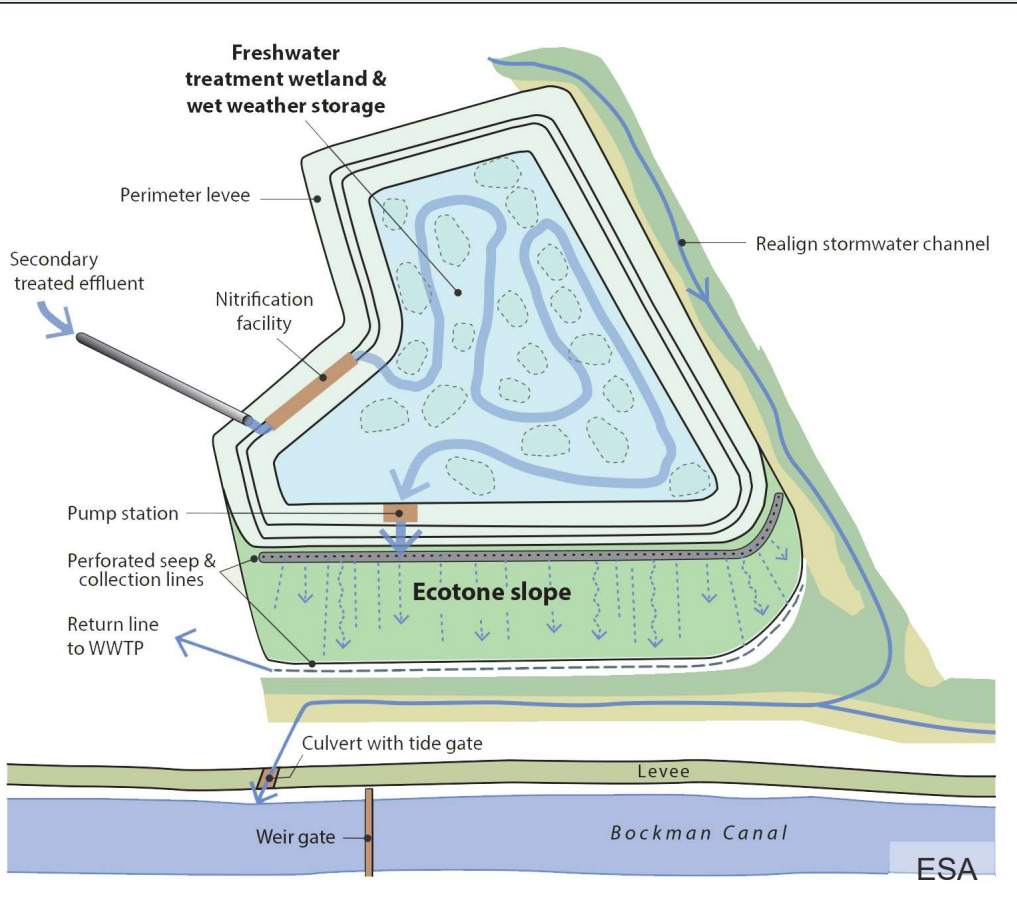 Freshwater
treatment wetland &
wet weather storage
Perimeter levee
Realign stormwater channel
Secondary
treated effluent
Nitrification
facility
Pump station
Perforated seep &
collection lines
Ecotone slope
Return line
to WWTP
Culvert with tide gate
Levee
Weir gate
Bockman Canal
ESA